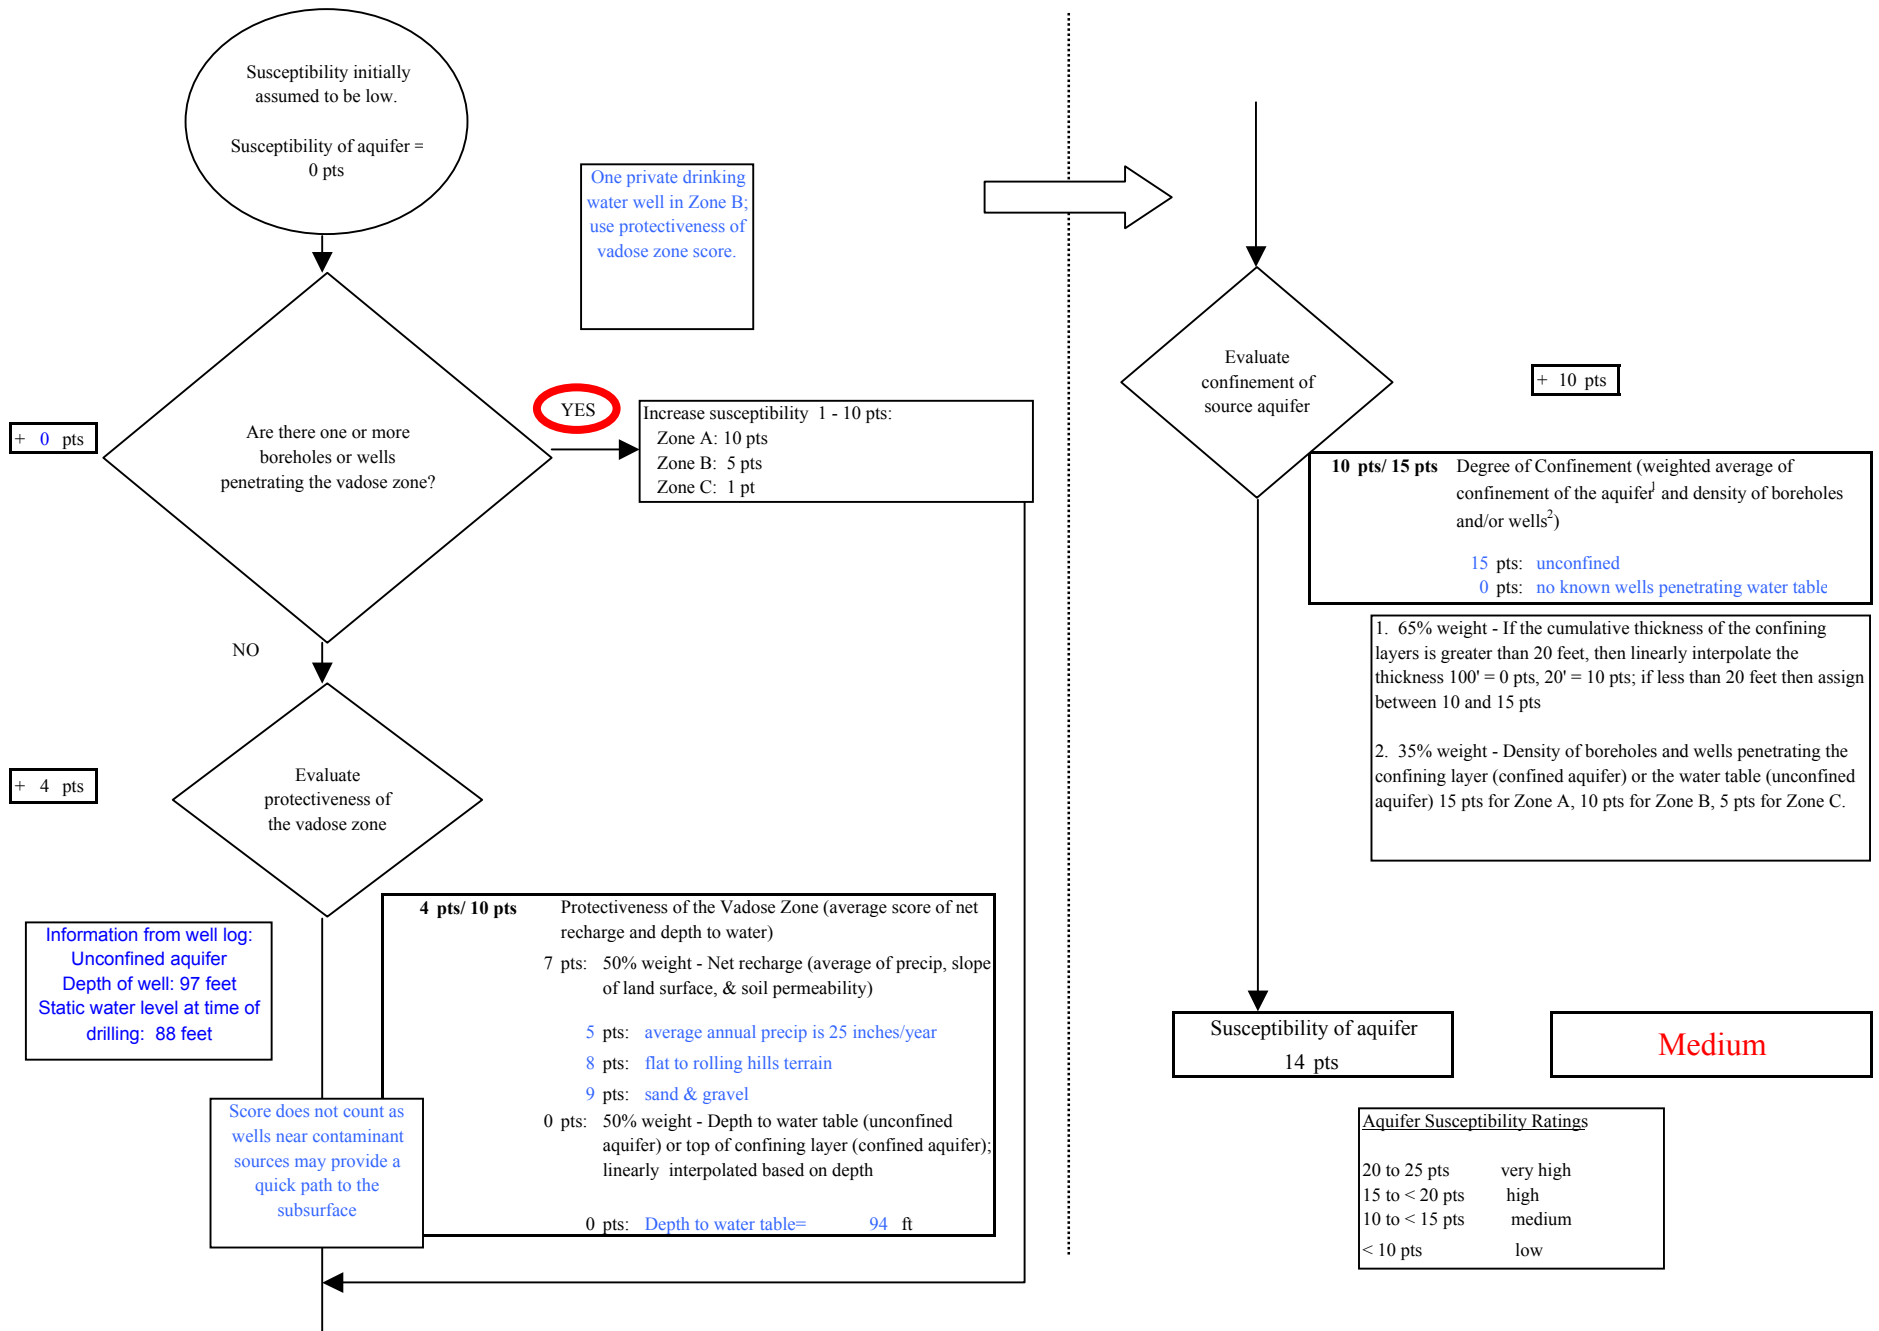 Susceptibility initially
assumed to be low.
Susceptibility of aquifer =
0 pts
One private drinking
water well in Zone B;
use protectiveness of
vadose zone score.
+ 0 pts
Are there one or more
boreholes or wells
penetrating the vadose zone?
YES
Increase susceptibility 1 - 10 pts:
Zone A: 10 pts
Zone B: 5 pts
Zone C: 1 pt
NO
+ 4 pts
Evaluate
protectiveness of
the vadose zone
Information from well log:
Unconfined aquifer
Depth of well: 97 feet
Static water level at time of
drilling: 88 feet
4 pts/ 10 pts Protectiveness of the Vadose Zone (average score of net
recharge and depth to water)
7 pts: 50% weight - Net recharge (average of precip, slope
of land surface, & soil permeability)
5 pts: average annual precip is 25 inches/year
8 pts: flat to rolling hills terrain
9 pts: sand & gravel
0 pts: 50% weight - Depth to water table (unconfined
aquifer) or top of confining layer (confined aquifer);
linearly interpolated based on depth
0 pts: Depth to water table= 94 ft
Score does not count as
wells near contaminant
sources may provide a
quick path to the
subsurface
Evaluate
confinement of
source aquifer
+ 10 pts
10 pts/ 15 pts Degree of Confinement (weighted average of
confinement of the aquifer1 and density of boreholes
and/or wells2)
15 pts: unconfined
0 pts: no known wells penetrating water table
1. 65% weight - If the cumulative thickness of the confining
layers is greater than 20 feet, then linearly interpolate the
thickness 100' = 0 pts, 20' = 10 pts; if less than 20 feet then assign
between 10 and 15 pts
2. 35% weight - Density of boreholes and wells penetrating the
confining layer (confined aquifer) or the water table (unconfined
aquifer) 15 pts for Zone A, 10 pts for Zone B, 5 pts for Zone C.
Susceptibility of aquifer
14 pts
Medium
Aquifer Susceptibility Ratings
20 to 25 pts very high
15 to < 20 pts high
10 to < 15 pts medium
< 10 pts low